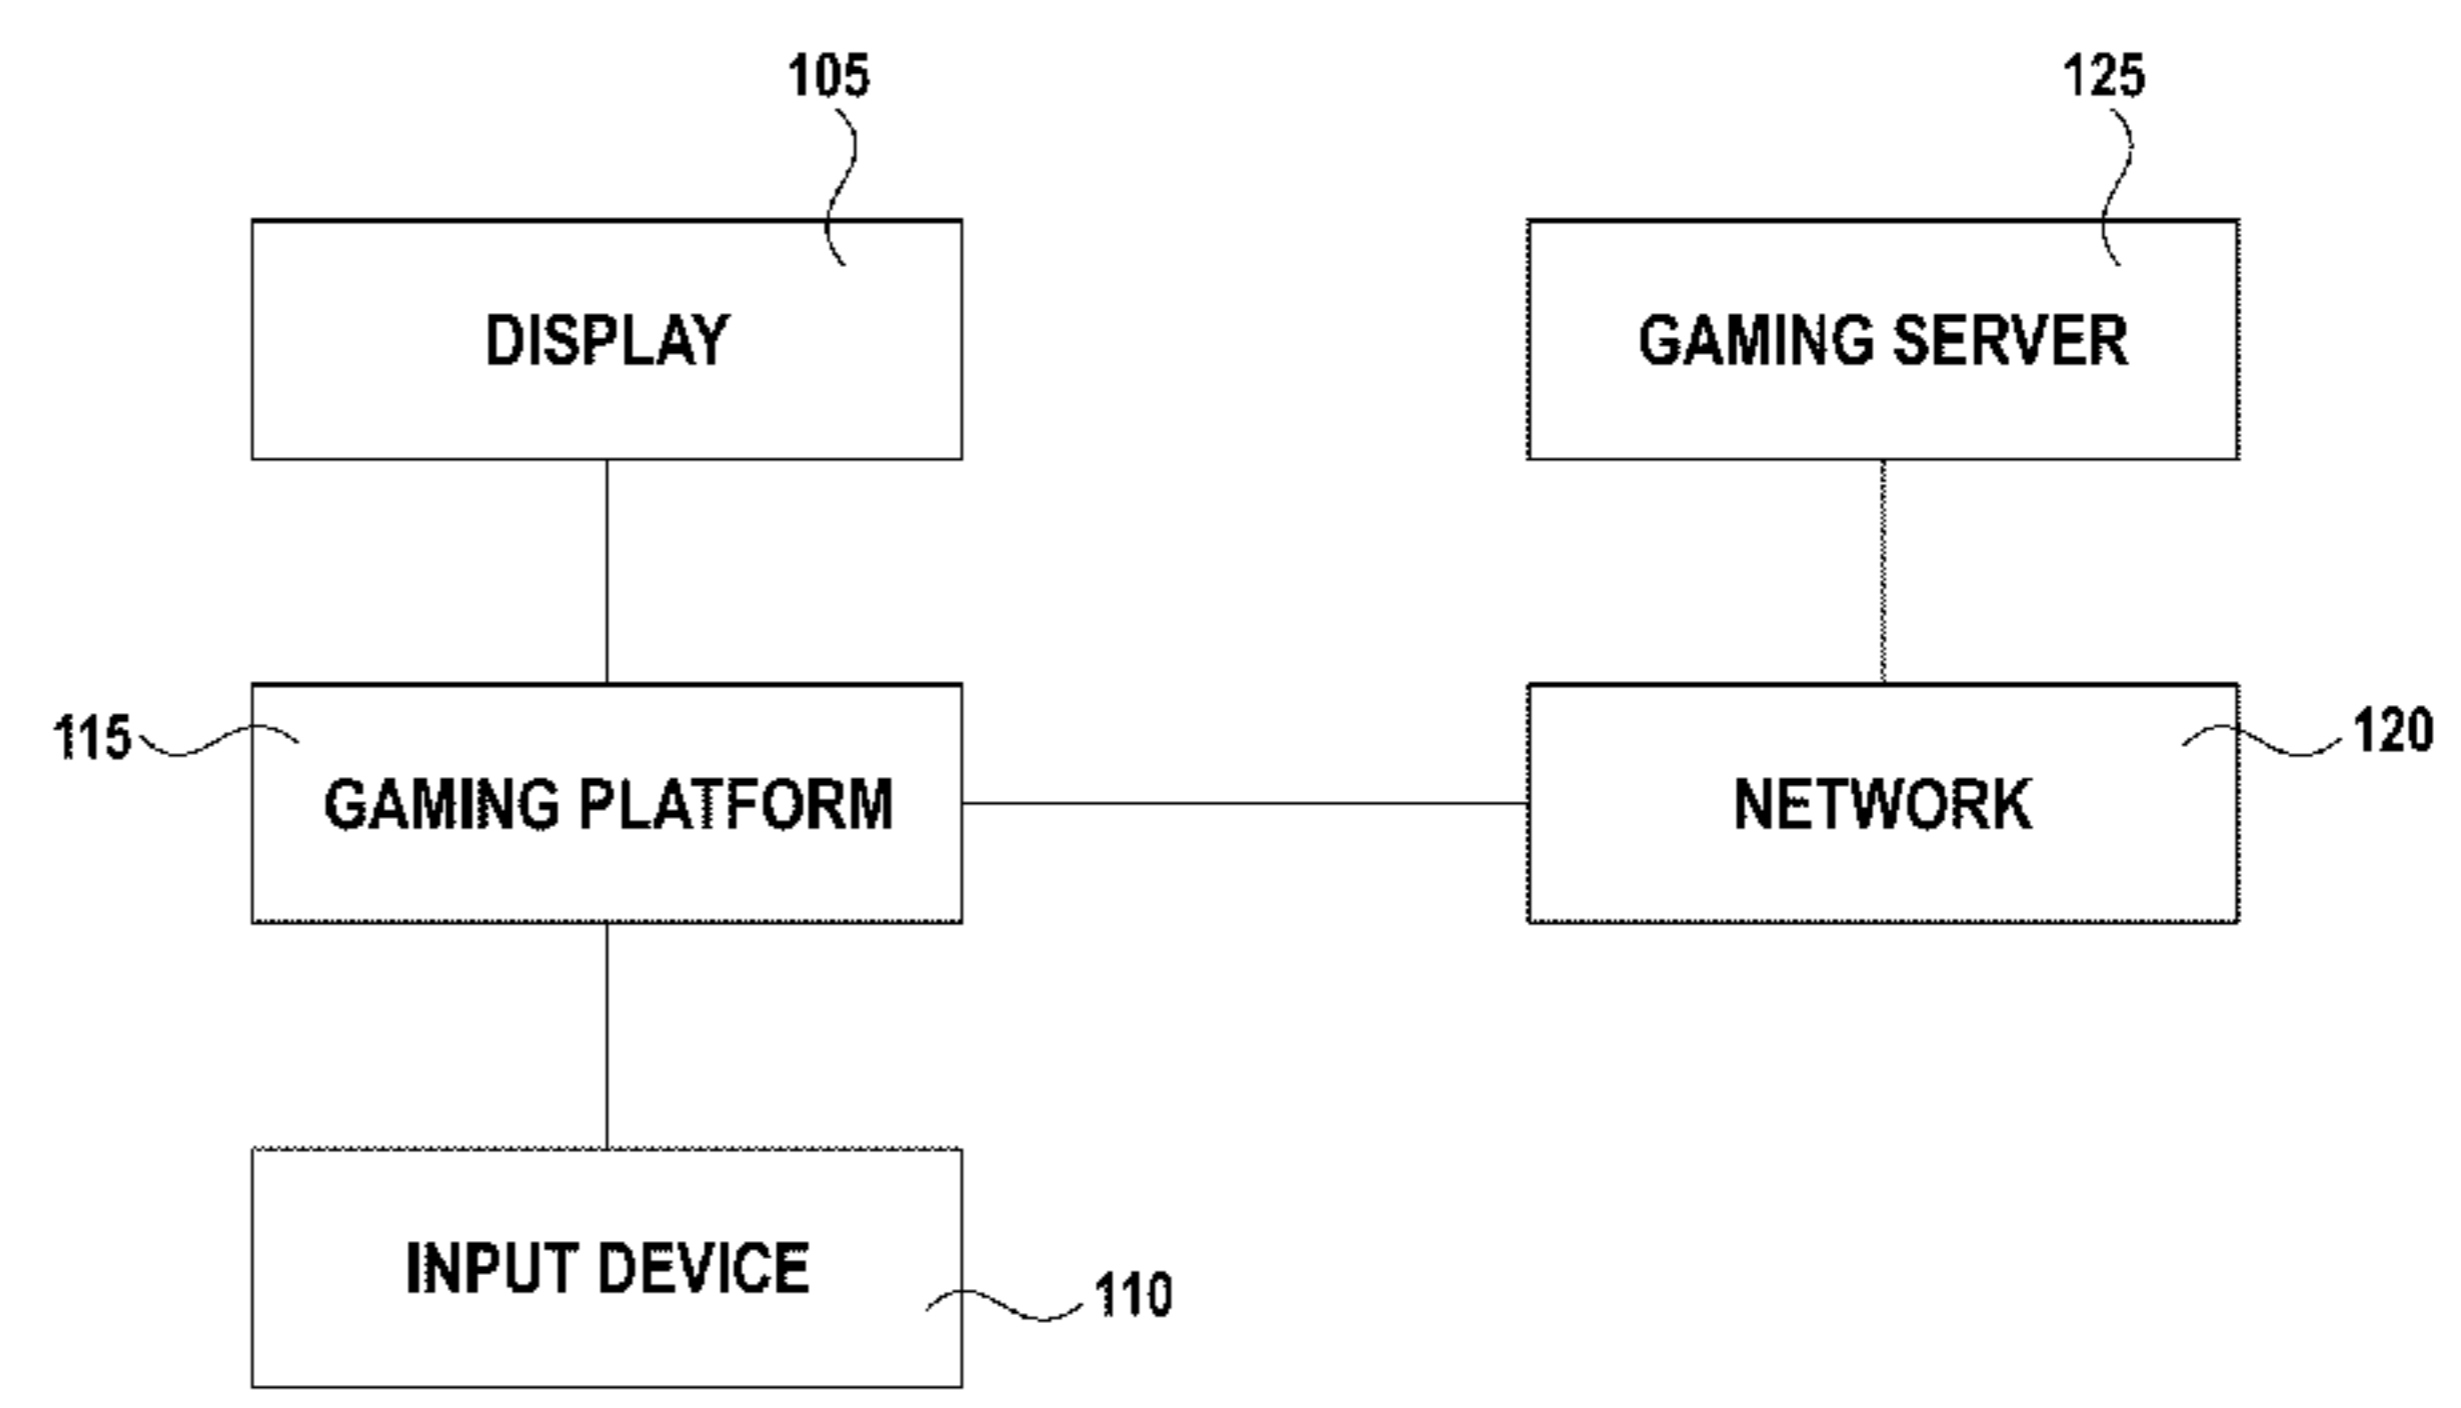 105
125
DISPLAY
GAMING SERVER
115
120
GAMING PLATFORM
NETWORK
INPUT DEVICE
110